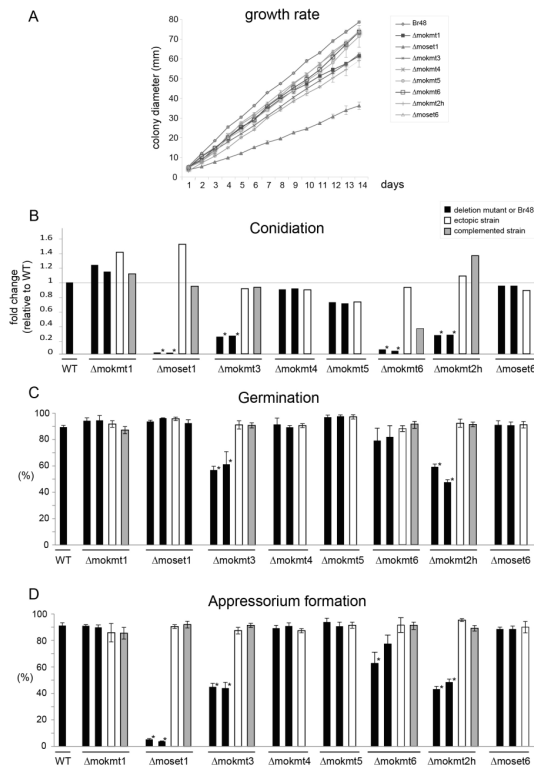 A
growth rate
colony diameter (mm)
80
70
60
50
40
30
20
10
0
1 2 3 4 5 6 7 8 9 10 11 12 13 14 days
Br48
Δmokmt1
Δmoset1
Δmokmt3
Δmokmt4
Δmokmt5
Δmokmt6
Δmokmt2h
Δmoset6
B
Conidiation
deletion mutant or Br48
ectopic strain
complemented strain
fold change
(relative to WT)
1.6
1.4
1.2
1
0.8
0.6
0.4
0.2
0
* * * * * * * *
WT Δmokmt1 Δmoset1 Δmokmt3 Δmokmt4 Δmokmt5 Δmokmt6 Δmokmt2h Δmoset6
C
Germination
(%)
100
80
60
40
20
0
* * * *
WT Δmokmt1 Δmoset1 Δmokmt3 Δmokmt4 Δmokmt5 Δmokmt6 Δmokmt2h Δmoset6
D
Appressorium formation
(%)
100
80
60
40
20
0
* * * * * * *
WT Δmokmt1 Δmoset1 Δmokmt3 Δmokmt4 Δmokmt5 Δmokmt6 Δmokmt2h Δmoset6